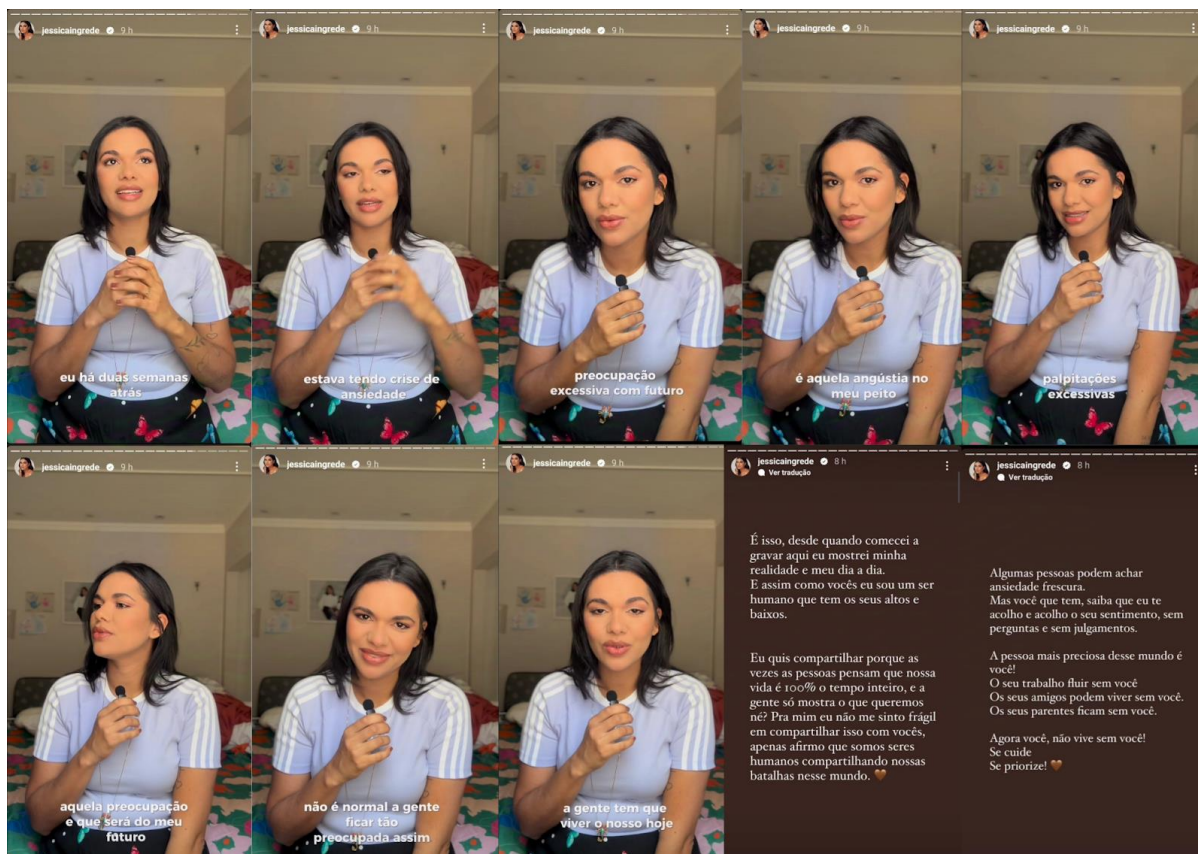 jessicaingrede 9 h
eu há duas semanas
atrás
jessicaingrede 9 h
estava tendo crise de
ansiedade
jessicaingrede 9 h
preocupação
excessiva com futuro
jessicaingrede 9 h
é aquela angústia no
meu peito
jessicaingrede 9 h
palpitações
excessivas
jessicaingrede 9 h
aquela preocupação
e que será do meu
futuro
jessicaingrede 9 h
não é normal a gente
ficar tão
preocupada assim
jessicaingrede 9 h
a gente tem que
viver o nosso hoje
jessicaingrede 8 h
Ver tradução
É isso, desde quando comecei a
gravar aqui eu mostrei minha
realidade e meu dia a dia.
E assim como vocês eu sou um ser
humano que tem os seus altos e
baixos.
Eu quis compartilhar porque as
vezes as pessoas pensam que nossa
vida é 100% o tempo inteiro, e a
gente só mostra o que queremos
né? Pra mim eu não me sinto frágil
em compartilhar isso com vocês,
apenas afirmo que somos seres
humanos compartilhando nossas
batalhas nesse mundo. 🤎
jessicaingrede 8 h
Ver tradução
Algumas pessoas podem achar
ansiedade frescura.
Mas você que tem, saiba que eu te
acolho e acolho o seu sentimento, sem
perguntas e sem julgamentos.
A pessoa mais preciosa desse mundo é
você!
O seu trabalho fluir sem você
Os seus amigos podem viver sem você.
Os seus parentes ficam sem você.
Agora você, não vive sem você!
Se cuide
Se priorize! 🤎